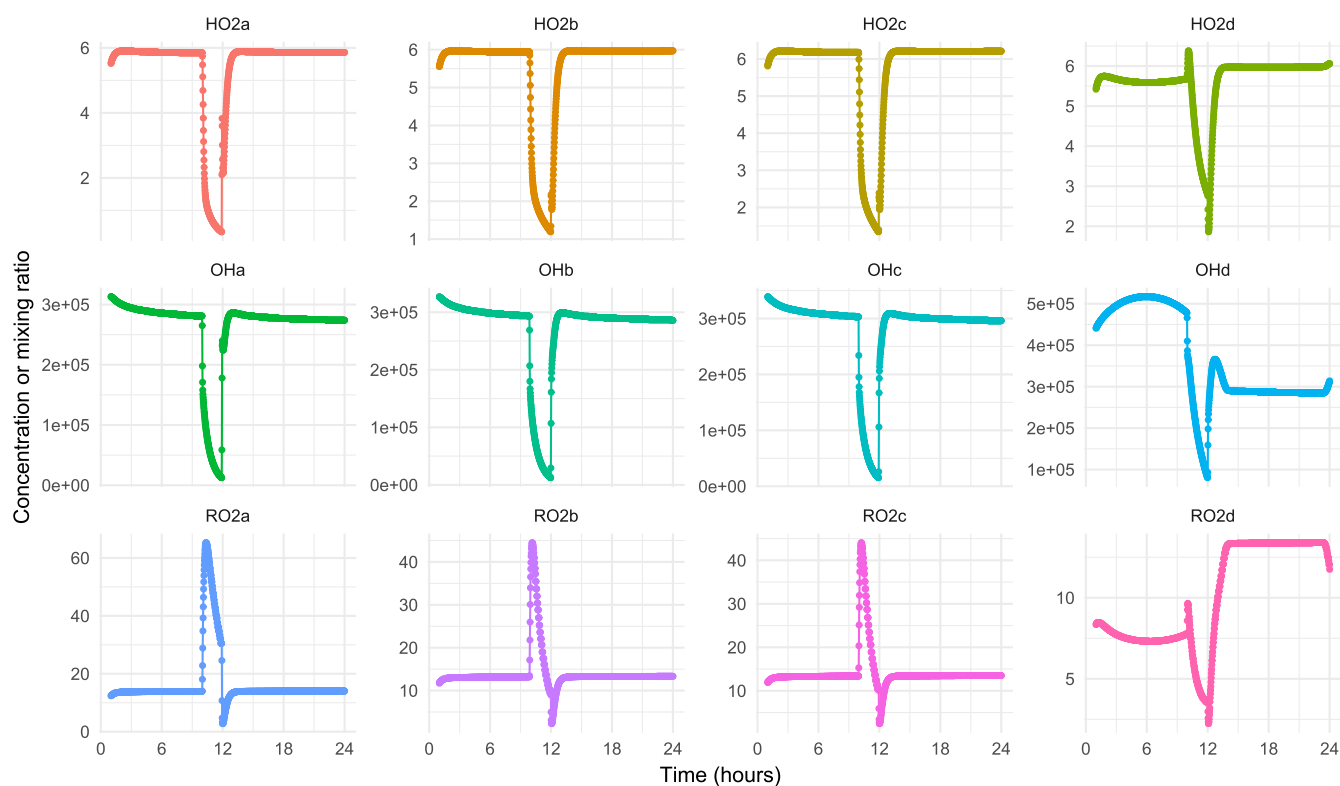 HO2a HO2b HO2c HO2d
6
4
2
6
5
4
3
2
1
6
5
4
3
2
6
5
4
3
2
OHa OHb OHc OHd
3e+05
2e+05
1e+05
0e+00
3e+05
2e+05
1e+05
0e+00
3e+05
2e+05
1e+05
0e+00
5e+05
4e+05
3e+05
2e+05
1e+05
RO2a RO2b RO2c RO2d
60
40
20
0
40
30
20
10
40
30
20
10
10
5
0 6 12 18 24 0 6 12 18 24 0 6 12 18 24 0 6 12 18 24
Time (hours)
Concentration or mixing ratio